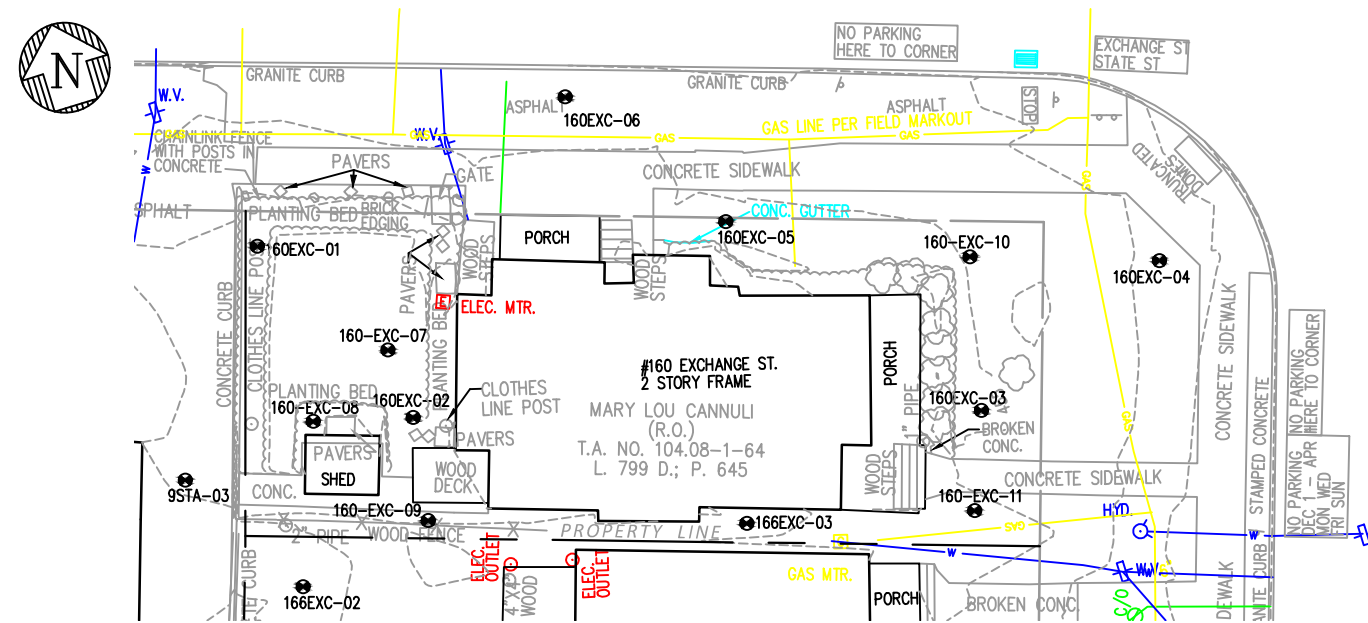 N
NO PARKING
HERE TO CORNER
EXCHANGE ST
STATE ST
GRANITE CURB
GRANITE CURB
W.V.
ASPHALT
160EXC-06
ASPHALT
STOP
GAS LINE PER FIELD MARKOUT
GAS
GAS
GAS
W.V.
CHAINLINK FENCE
WITH POSTS IN
CONCRETE
PAVERS
GATE
CONCRETE SIDEWALK
TRUNCATED
DOMES
W
GAS
SPHALT
PLANTING BED
BRICK
EDGING
CONC. GUTTER
PORCH
160EXC-05
160-EXC-10
160EXC-01
160EXC-04
WOOD
STEPS
WOOD
STEPS
PAVERS
CLOTHES LINE PO
CONCRETE CURB
E
ELEC. MTR.
PLANTING BE
160-EXC-07
#160 EXCHANGE ST.
2 STORY FRAME
PORCH
CONCRETE SIDEWALK
NO PARKING
HERE TO CORNER
PLANTING BED
160EXC-02
160-EXC-08
CLOTHES
LINE POST
MARY LOU CANNULI
(R.O.)
T.A. NO. 104.08-1-64
L. 799 D.; P. 645
1" PIPE
160EXC-03
BROKEN
CONC.
GAS
STAMPED CONCRETE
PAVERS
PAVERS
SHED
WOOD
DECK
WOOD
STEPS
CONCRETE SIDEWALK
9STA-03
CONC.
160-EXC-09
160-EXC-11
HYD
NO PARKING
DEC 1 - APR
MON WED
FRI SUN
2" PIPE
WOOD FENCE
PROPERTY LINE
166EXC-03
GAS
W
W
W.V.
ELEC.
OUTLET
ELEC.
OUTLET
GAS MTR.
166EXC-02
4"X4"
WOOD
PORCH
BROKEN CONC.
C/O
DEWALK
ANITE CURB
E CURB